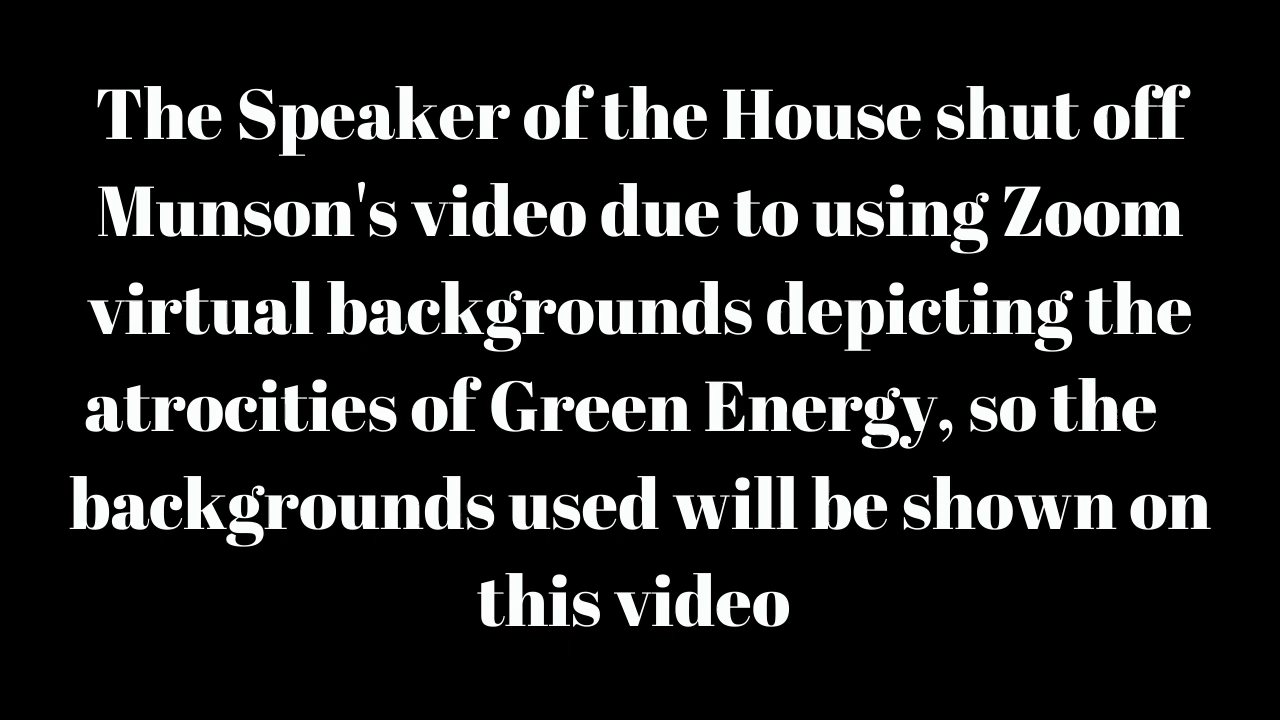 The Speaker of the House shut off
Munson's video due to using Zoom
virtual backgrounds depicting the
atrocities of Green Energy, so the
backgrounds used will be shown on
this video